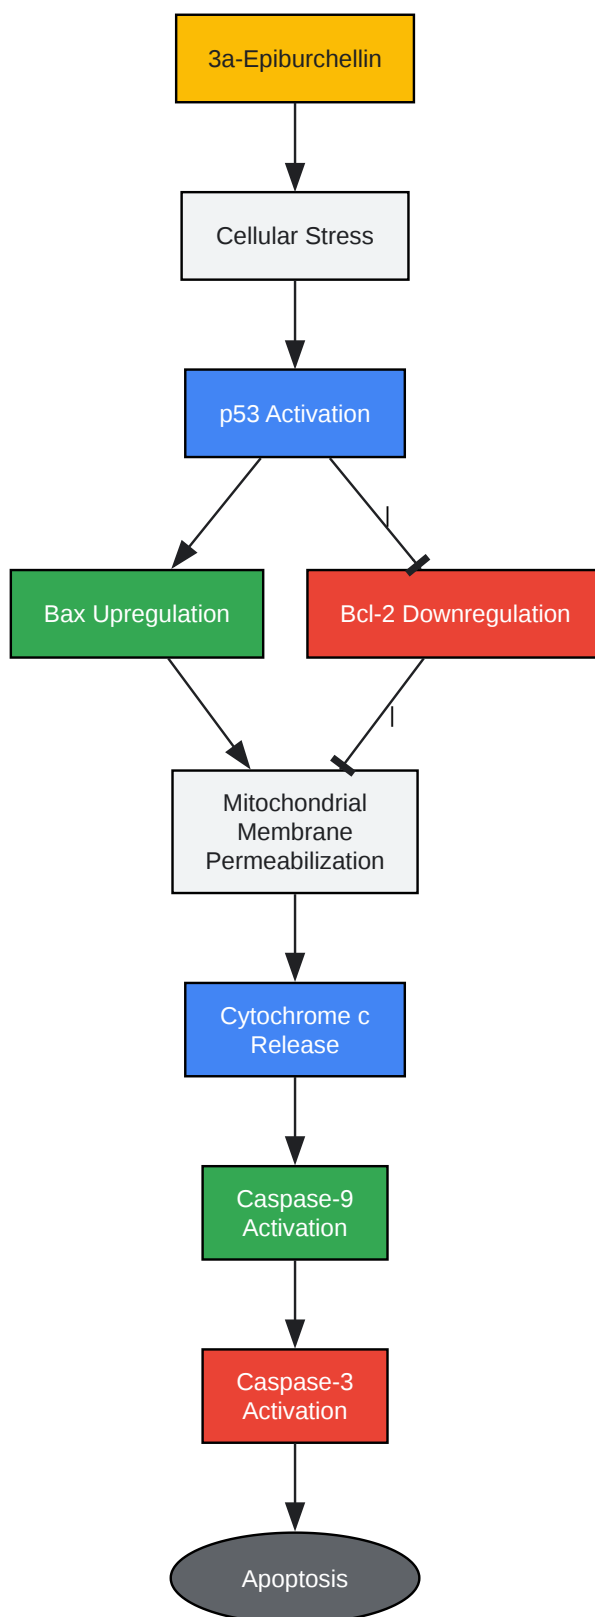 3a-Epiburchellin
Cellular Stress
p53 Activation
|
Bax Upregulation
Bcl-2 Downregulation
|
Mitochondrial
Membrane
Permeabilization
Cytochrome c
Release
Caspase-9
Activation
Caspase-3
Activation
Apoptosis